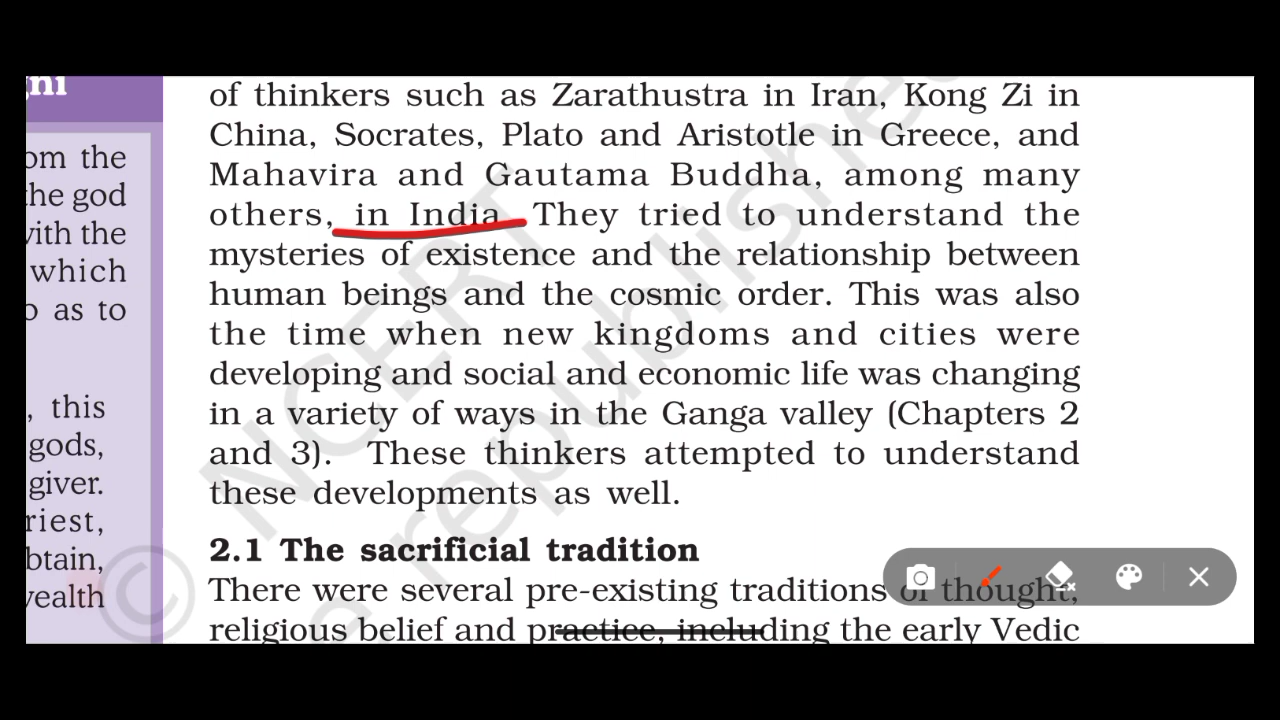 gni
om the
the god
with the
which
o as to
, this
gods,
giver.
riest,
btain,
wealth
of thinkers such as Zarathustra in Iran, Kong Zi in
China, Socrates, Plato and Aristotle in Greece, and
Mahavira and Gautama Buddha, among many
others, in India. They tried to understand the
mysteries of existence and the relationship between
human beings and the cosmic order. This was also
the time when new kingdoms and cities were
developing and social and economic life was changing
in a variety of ways in the Ganga valley (Chapters 2
and 3). These thinkers attempted to understand
these developments as well.
2.1 The sacrificial tradition
There were several pre-existing traditions of thought,
religious belief and practice, including the early Vedic
© NCERT
republished